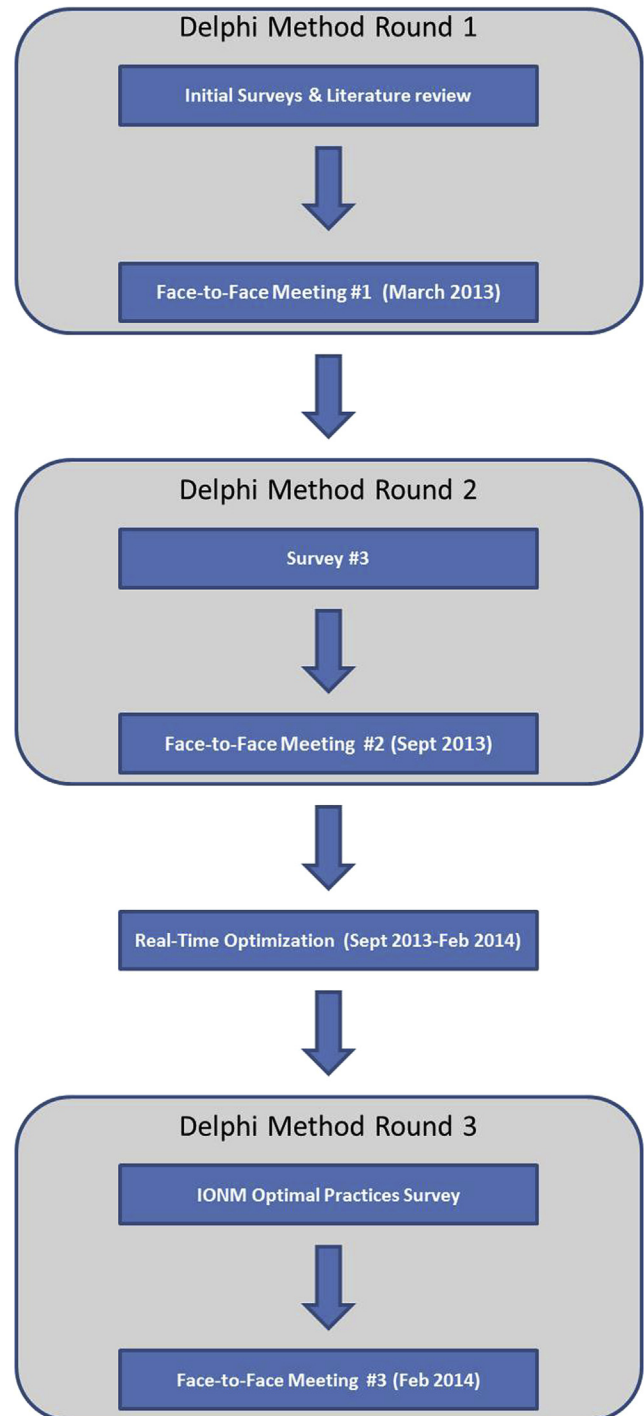 Delphi Method Round 1
Initial Surveys & Literature review
Face-to-Face Meeting #1 (March 2013)
Delphi Method Round 2
Survey #3
Face-to-Face Meeting #2 (Sept 2013)
Real-Time Optimization (Sept 2013-Feb 2014)
Delphi Method Round 3
IONM Optimal Practices Survey
Face-to-Face Meeting #3 (Feb 2014)